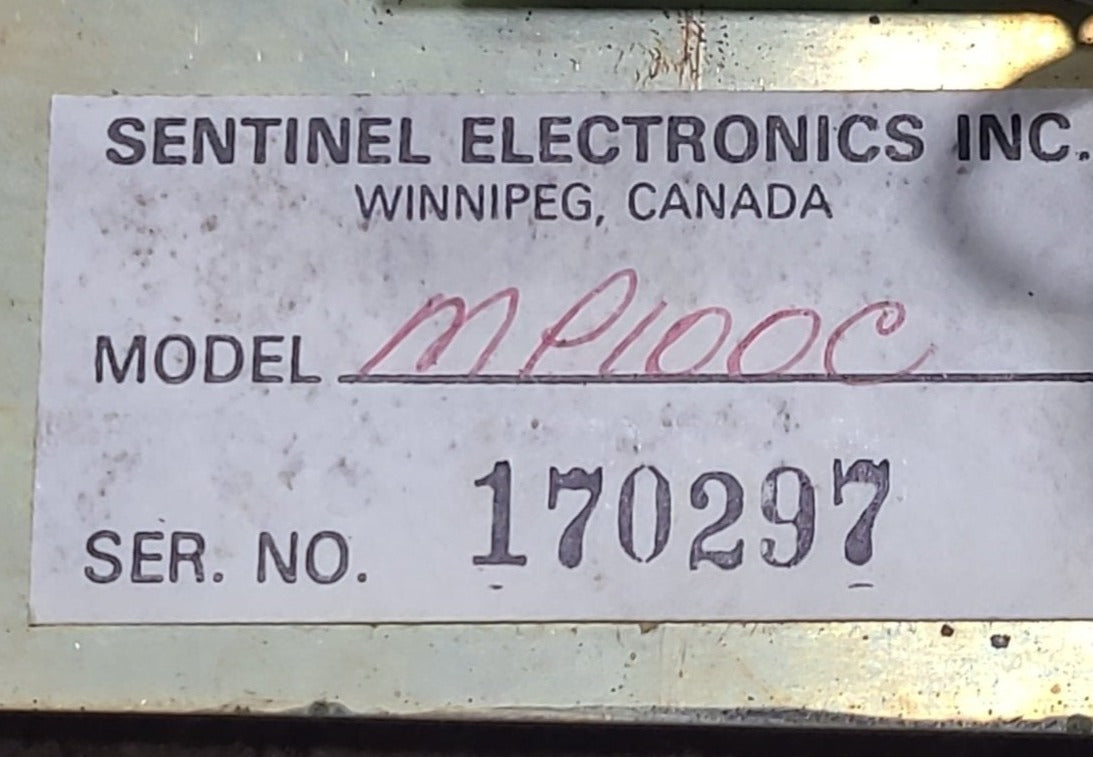 SENTINEL ELECTRONICS INC.
WINNIPEG, CANADA
MODEL MP100C
SER. NO. 170297